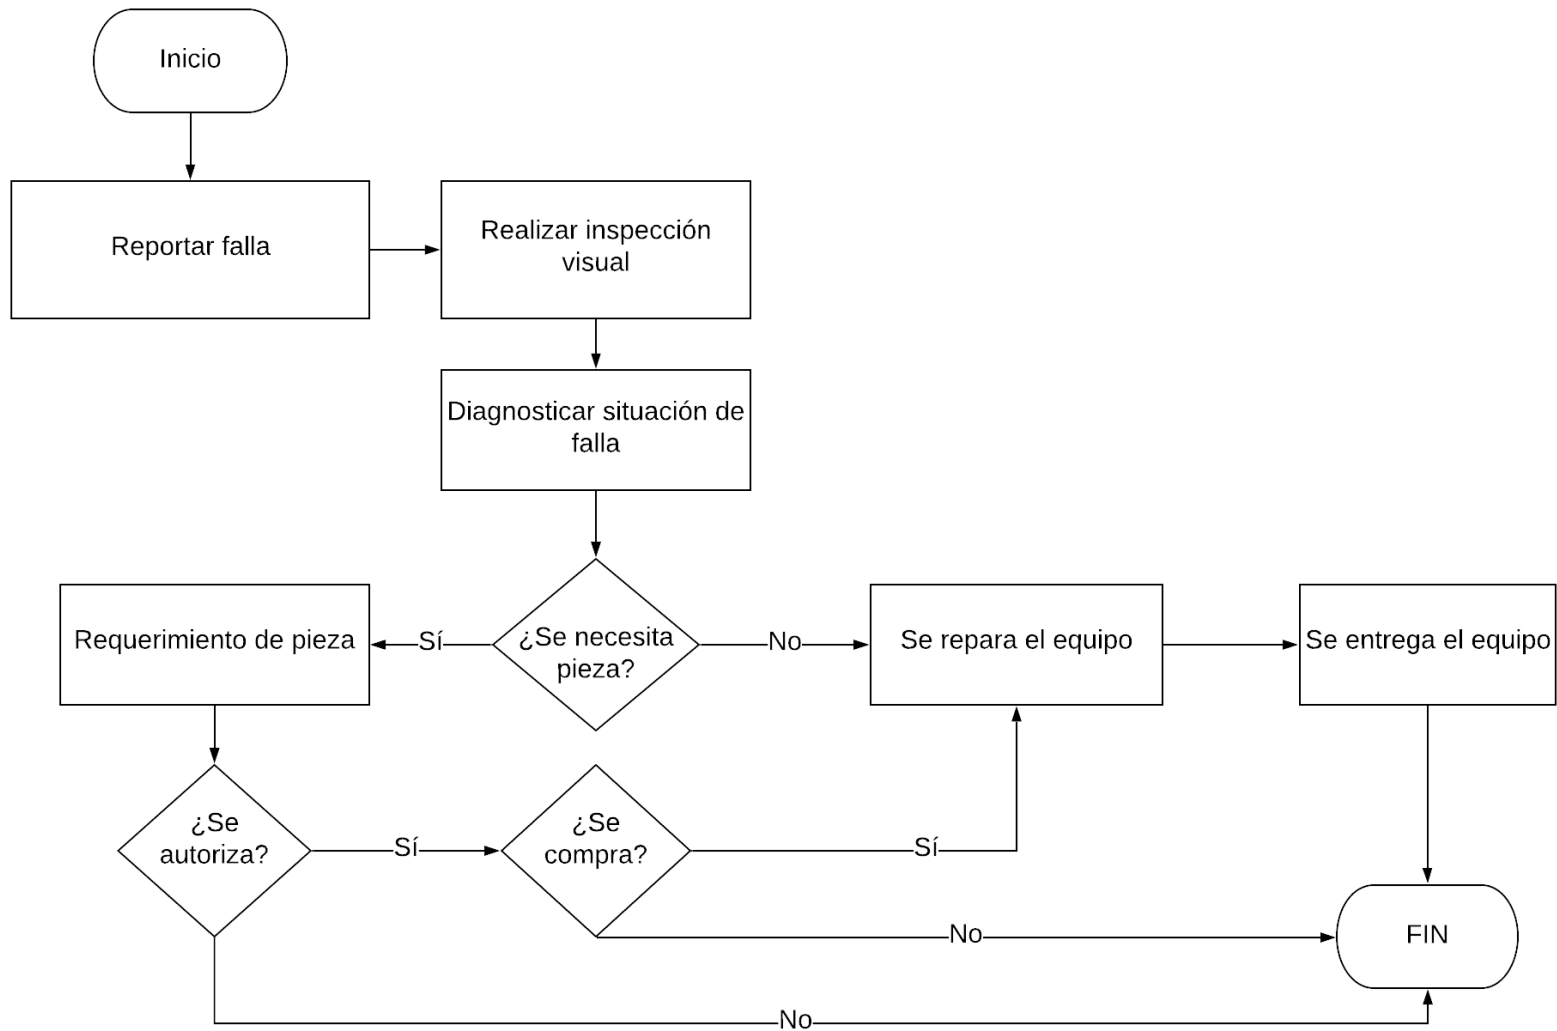 Inicio
Reportar falla
Realizar inspección
visual
Diagnosticar situación de
falla
Requerimiento de pieza
Sí
¿Se necesita
pieza?
No
Se repara el equipo
Se entrega el equipo
¿Se
autoriza?
Sí
¿Se
compra?
Sí
No
FIN
No